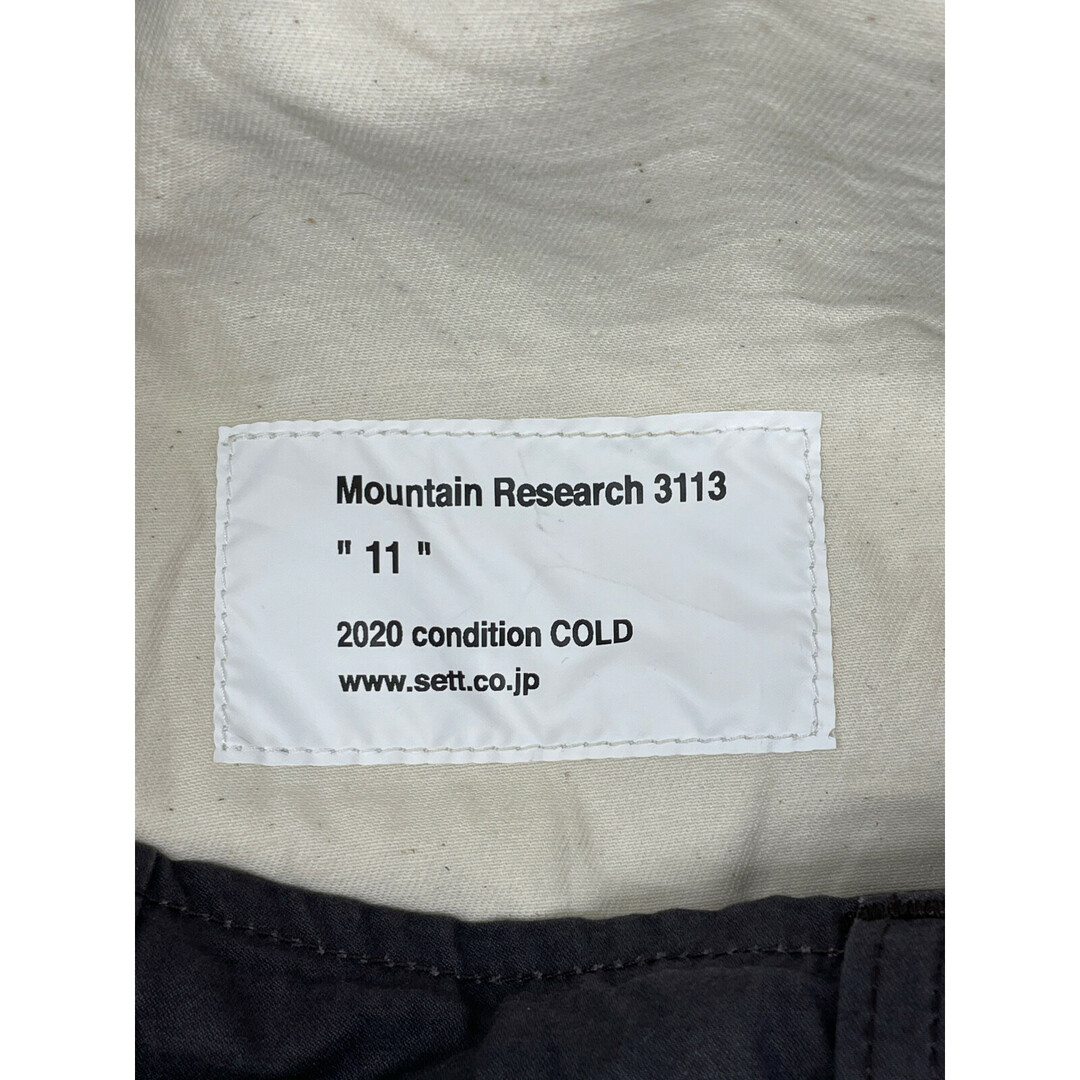 Mountain Research 3113
" 11 "
2020 condition COLD
www.sett.co.jp